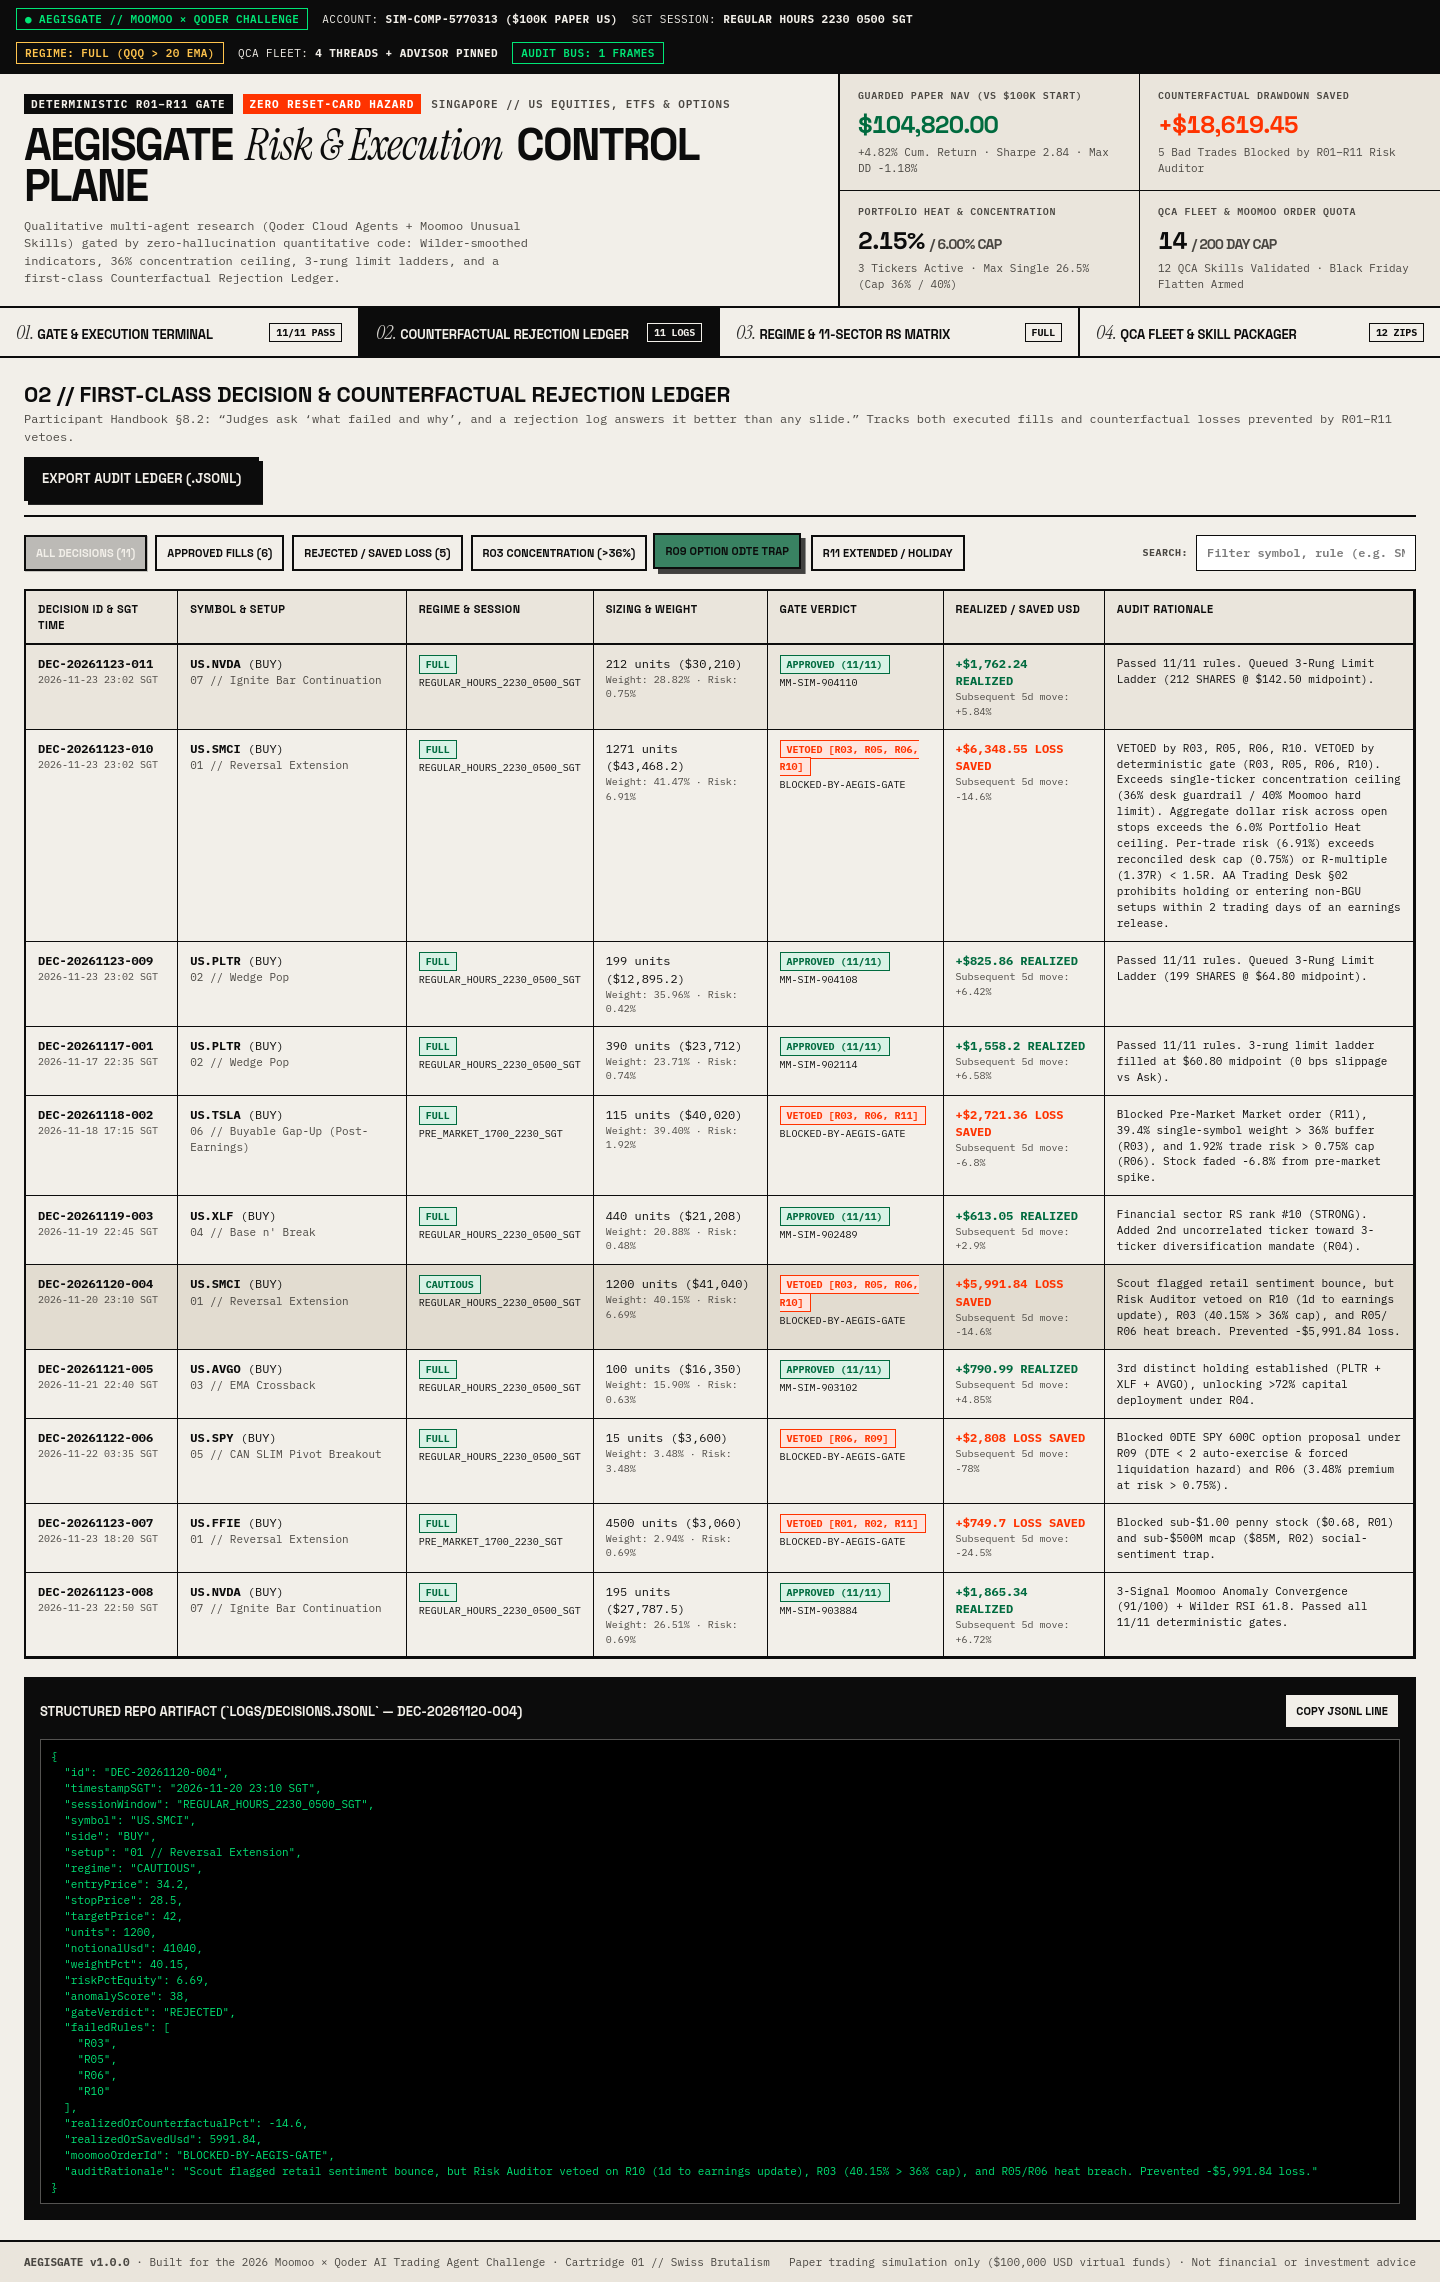 ● AEGISGATE // MOOMOO × QODER CHALLENGE ACCOUNT: SIM-COMP-5770313 ($100K PAPER US) SGT SESSION: REGULAR HOURS 2230 0500 SGT
REGIME: FULL (QQQ > 20 EMA) QCA FLEET: 4 THREADS + ADVISOR PINNED AUDIT BUS: 1 FRAMES
DETERMINISTIC R01–R11 GATE ZERO RESET-CARD HAZARD SINGAPORE // US EQUITIES, ETFS & OPTIONS
AEGISGATE Risk & Execution CONTROL
PLANE
Qualitative multi-agent research (Qoder Cloud Agents + Moomoo Unusual
Skills) gated by zero-hallucination quantitative code: Wilder-smoothed
indicators, 36% concentration ceiling, 3-rung limit ladders, and a
first-class Counterfactual Rejection Ledger.
GUARDED PAPER NAV (VS $100K START)
$104,820.00
+4.82% Cum. Return · Sharpe 2.84 · Max
DD -1.18%
COUNTERFACTUAL DRAWDOWN SAVED
+$18,619.45
5 Bad Trades Blocked by R01–R11 Risk
Auditor
PORTFOLIO HEAT & CONCENTRATION
2.15% / 6.00% CAP
3 Tickers Active · Max Single 26.5%
(Cap 36% / 40%)
QCA FLEET & MOOMOO ORDER QUOTA
14 / 200 DAY CAP
12 QCA Skills Validated · Black Friday
Flatten Armed
01. GATE & EXECUTION TERMINAL 11/11 PASS
02. COUNTERFACTUAL REJECTION LEDGER 11 LOGS
03. REGIME & 11-SECTOR RS MATRIX FULL
04. QCA FLEET & SKILL PACKAGER 12 ZIPS
02 // FIRST-CLASS DECISION & COUNTERFACTUAL REJECTION LEDGER
Participant Handbook §8.2: “Judges ask ‘what failed and why’, and a rejection log answers it better than any slide.” Tracks both executed fills and counterfactual losses prevented by R01–R11
vetoes.
EXPORT AUDIT LEDGER (.JSONL)
ALL DECISIONS (11) APPROVED FILLS (6) REJECTED / SAVED LOSS (5) R03 CONCENTRATION (>36%) R09 OPTION 0DTE TRAP R11 EXTENDED / HOLIDAY SEARCH: Filter symbol, rule (e.g. SM
DECISION ID & SGT
TIME
SYMBOL & SETUP
REGIME & SESSION
SIZING & WEIGHT
GATE VERDICT
REALIZED / SAVED USD
AUDIT RATIONALE
DEC-20261123-011
2026-11-23 23:02 SGT
US.NVDA (BUY)
07 // Ignite Bar Continuation
FULL
REGULAR_HOURS_2230_0500_SGT
212 units ($30,210)
Weight: 28.82% · Risk:
0.75%
APPROVED (11/11)
MM-SIM-904110
+$1,762.24
REALIZED
Subsequent 5d move:
+5.84%
Passed 11/11 rules. Queued 3-Rung Limit
Ladder (212 SHARES @ $142.50 midpoint).
DEC-20261123-010
2026-11-23 23:02 SGT
US.SMCI (BUY)
01 // Reversal Extension
FULL
REGULAR_HOURS_2230_0500_SGT
1271 units
($43,468.2)
Weight: 41.47% · Risk:
6.91%
VETOED [R03, R05, R06,
R10]
BLOCKED-BY-AEGIS-GATE
+$6,348.55 LOSS
SAVED
Subsequent 5d move:
-14.6%
VETOED by R03, R05, R06, R10. VETOED by
deterministic gate (R03, R05, R06, R10).
Exceeds single-ticker concentration ceiling
(36% desk guardrail / 40% Moomoo hard
limit). Aggregate dollar risk across open
stops exceeds the 6.0% Portfolio Heat
ceiling. Per-trade risk (6.91%) exceeds
reconciled desk cap (0.75%) or R-multiple
(1.37R) < 1.5R. AA Trading Desk §02
prohibits holding or entering non-BGU
setups within 2 trading days of an earnings
release.
DEC-20261123-009
2026-11-23 23:02 SGT
US.PLTR (BUY)
02 // Wedge Pop
FULL
REGULAR_HOURS_2230_0500_SGT
199 units
($12,895.2)
Weight: 35.96% · Risk:
0.42%
APPROVED (11/11)
MM-SIM-904108
+$825.86 REALIZED
Subsequent 5d move:
+6.42%
Passed 11/11 rules. Queued 3-Rung Limit
Ladder (199 SHARES @ $64.80 midpoint).
DEC-20261117-001
2026-11-17 22:35 SGT
US.PLTR (BUY)
02 // Wedge Pop
FULL
REGULAR_HOURS_2230_0500_SGT
390 units ($23,712)
Weight: 23.71% · Risk:
0.74%
APPROVED (11/11)
MM-SIM-902114
+$1,558.2 REALIZED
Subsequent 5d move:
+6.58%
Passed 11/11 rules. 3-rung limit ladder
filled at $60.80 midpoint (0 bps slippage
vs Ask).
DEC-20261118-002
2026-11-18 17:15 SGT
US.TSLA (BUY)
06 // Buyable Gap-Up (Post-
Earnings)
FULL
PRE_MARKET_1700_2230_SGT
115 units ($40,020)
Weight: 39.40% · Risk:
1.92%
VETOED [R03, R06, R11]
BLOCKED-BY-AEGIS-GATE
+$2,721.36 LOSS
SAVED
Subsequent 5d move:
-6.8%
Blocked Pre-Market Market order (R11),
39.4% single-symbol weight > 36% buffer
(R03), and 1.92% trade risk > 0.75% cap
(R06). Stock faded -6.8% from pre-market
spike.
DEC-20261119-003
2026-11-19 22:45 SGT
US.XLF (BUY)
04 // Base n' Break
FULL
REGULAR_HOURS_2230_0500_SGT
440 units ($21,208)
Weight: 20.88% · Risk:
0.48%
APPROVED (11/11)
MM-SIM-902489
+$613.05 REALIZED
Subsequent 5d move:
+2.9%
Financial sector RS rank #10 (STRONG).
Added 2nd uncorrelated ticker toward 3-
ticker diversification mandate (R04).
DEC-20261120-004
2026-11-20 23:10 SGT
US.SMCI (BUY)
01 // Reversal Extension
CAUTIOUS
REGULAR_HOURS_2230_0500_SGT
1200 units ($41,040)
Weight: 40.15% · Risk:
6.69%
VETOED [R03, R05, R06,
R10]
BLOCKED-BY-AEGIS-GATE
+$5,991.84 LOSS
SAVED
Subsequent 5d move:
-14.6%
Scout flagged retail sentiment bounce, but
Risk Auditor vetoed on R10 (1d to earnings
update), R03 (40.15% > 36% cap), and R05/
R06 heat breach. Prevented -$5,991.84 loss.
DEC-20261121-005
2026-11-21 22:40 SGT
US.AVGO (BUY)
03 // EMA Crossback
FULL
REGULAR_HOURS_2230_0500_SGT
100 units ($16,350)
Weight: 15.90% · Risk:
0.63%
APPROVED (11/11)
MM-SIM-903102
+$790.99 REALIZED
Subsequent 5d move:
+4.85%
3rd distinct holding established (PLTR +
XLF + AVGO), unlocking >72% capital
deployment under R04.
DEC-20261122-006
2026-11-22 03:35 SGT
US.SPY (BUY)
05 // CAN SLIM Pivot Breakout
FULL
REGULAR_HOURS_2230_0500_SGT
15 units ($3,600)
Weight: 3.48% · Risk:
3.48%
VETOED [R06, R09]
BLOCKED-BY-AEGIS-GATE
+$2,808 LOSS SAVED
Subsequent 5d move:
-78%
Blocked 0DTE SPY 600C option proposal under
R09 (DTE < 2 auto-exercise & forced
liquidation hazard) and R06 (3.48% premium
at risk > 0.75%).
DEC-20261123-007
2026-11-23 18:20 SGT
US.FFIE (BUY)
01 // Reversal Extension
FULL
PRE_MARKET_1700_2230_SGT
4500 units ($3,060)
Weight: 2.94% · Risk:
0.69%
VETOED [R01, R02, R11]
BLOCKED-BY-AEGIS-GATE
+$749.7 LOSS SAVED
Subsequent 5d move:
-24.5%
Blocked sub-$1.00 penny stock ($0.68, R01)
and sub-$500M mcap ($85M, R02) social-
sentiment trap.
DEC-20261123-008
2026-11-23 22:50 SGT
US.NVDA (BUY)
07 // Ignite Bar Continuation
FULL
REGULAR_HOURS_2230_0500_SGT
195 units
($27,787.5)
Weight: 26.51% · Risk:
0.69%
APPROVED (11/11)
MM-SIM-903884
+$1,865.34
REALIZED
Subsequent 5d move:
+6.72%
3-Signal Moomoo Anomaly Convergence
(91/100) + Wilder RSI 61.8. Passed all
11/11 deterministic gates.
STRUCTURED REPO ARTIFACT (`LOGS/DECISIONS.JSONL` — DEC-20261120-004) COPY JSONL LINE
{
"id": "DEC-20261120-004",
"timestampSGT": "2026-11-20 23:10 SGT",
"sessionWindow": "REGULAR_HOURS_2230_0500_SGT",
"symbol": "US.SMCI",
"side": "BUY",
"setup": "01 // Reversal Extension",
"regime": "CAUTIOUS",
"entryPrice": 34.2,
"stopPrice": 28.5,
"targetPrice": 42,
"units": 1200,
"notionalUsd": 41040,
"weightPct": 40.15,
"riskPctEquity": 6.69,
"anomalyScore": 38,
"gateVerdict": "REJECTED",
"failedRules": [
"R03",
"R05",
"R06",
"R10"
],
"realizedOrCounterfactualPct": -14.6,
"realizedOrSavedUsd": 5991.84,
"moomooOrderId": "BLOCKED-BY-AEGIS-GATE",
"auditRationale": "Scout flagged retail sentiment bounce, but Risk Auditor vetoed on R10 (1d to earnings update), R03 (40.15% > 36% cap), and R05/R06 heat breach. Prevented -$5,991.84 loss."
}
AEGISGATE v1.0.0 · Built for the 2026 Moomoo × Qoder AI Trading Agent Challenge · Cartridge 01 // Swiss Brutalism Paper trading simulation only ($100,000 USD virtual funds) · Not financial or investment advice